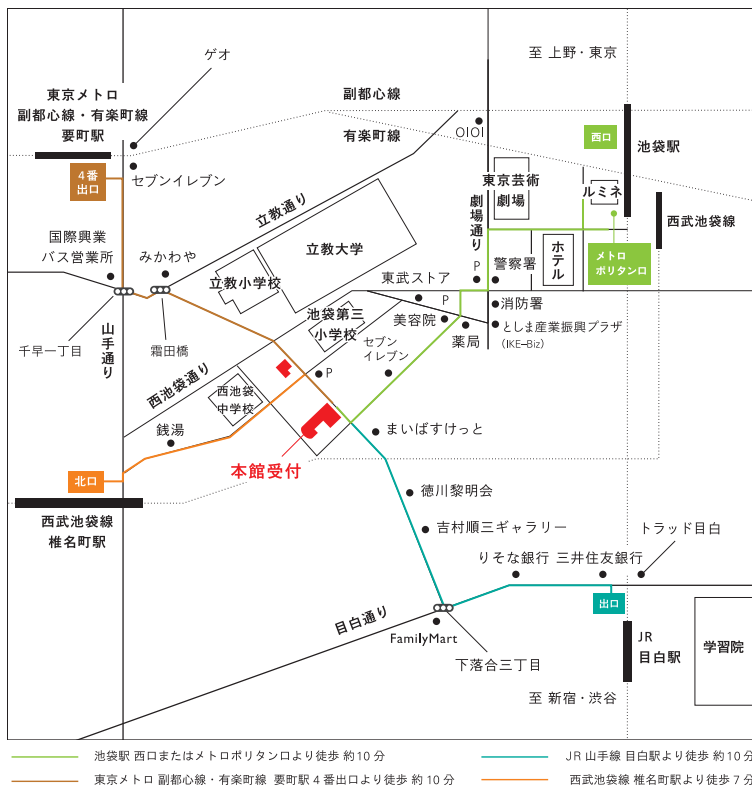 ゲオ
至 上野・東京
東京メトロ
副都心線・有楽町線
要町駅
副都心線
有楽町線
OIOI
西口
池袋駅
4番
出口
セブンイレブン
東京芸術
劇場
ルミネ
西武池袋線
立教通り
劇場通り
国際興業
バス営業所
みかわや
立教大学
立教小学校
ホテル
メトロ
ポリタン口
警察署
P
東武ストア
P
消防署
池袋第三
小学校
美容院
薬局
としま産業振興プラザ
(IKE–Biz)
千早一丁目
山手通り
霜田橋
セブン
イレブン
西池袋通り
P
西池袋
中学校
銭湯
まいばすけっと
本館受付
北口
徳川黎明会
西武池袋線
椎名町駅
吉村順三ギャラリー
トラッド目白
りそな銀行
三井住友銀行
出口
目白通り
FamilyMart
下落合三丁目
JR
目白駅
学習院
至 新宿・渋谷
池袋駅 西口またはメトロポリタン口より徒歩 約10分
JR 山手線 目白駅より徒歩 約10分
東京メトロ 副都心線・有楽町線 要町駅 4番出口より徒歩 約10分
西武池袋線 椎名町駅より徒歩 7分